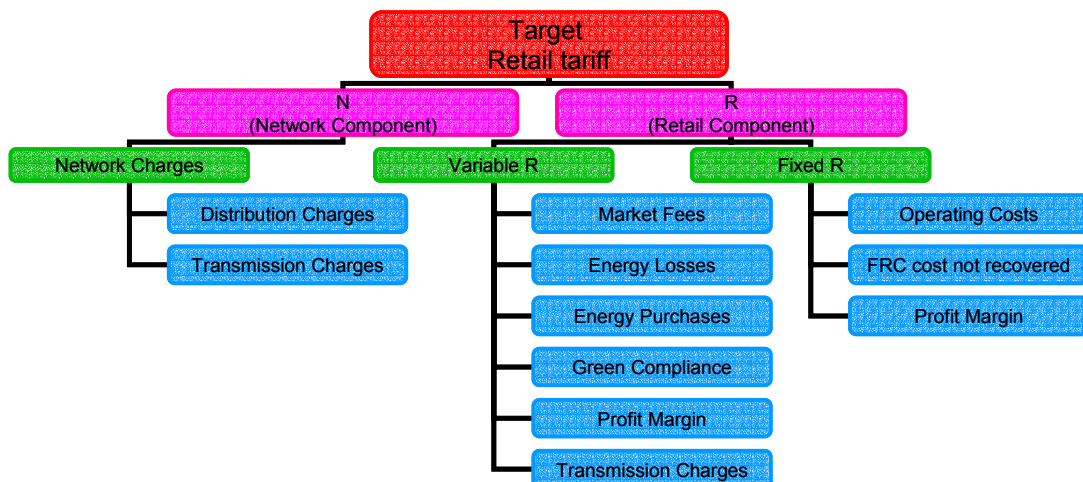 Target
Retail tariff
N
(Network Component)
R
(Retail Component)
Network Charges
Variable R
Fixed R
Distribution Charges
Market Fees
Operating Costs
Transmission Charges
Energy Losses
FRC cost not recovered
Energy Purchases
Profit Margin
Green Compliance
Profit Margin
Transmission Charges